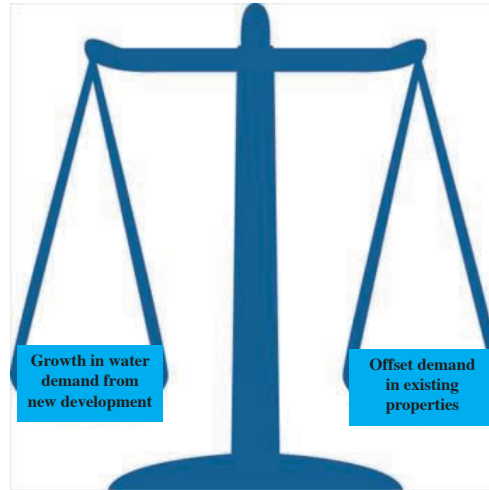 Growth in water
demand from
new development
Offset demand
in existing
properties